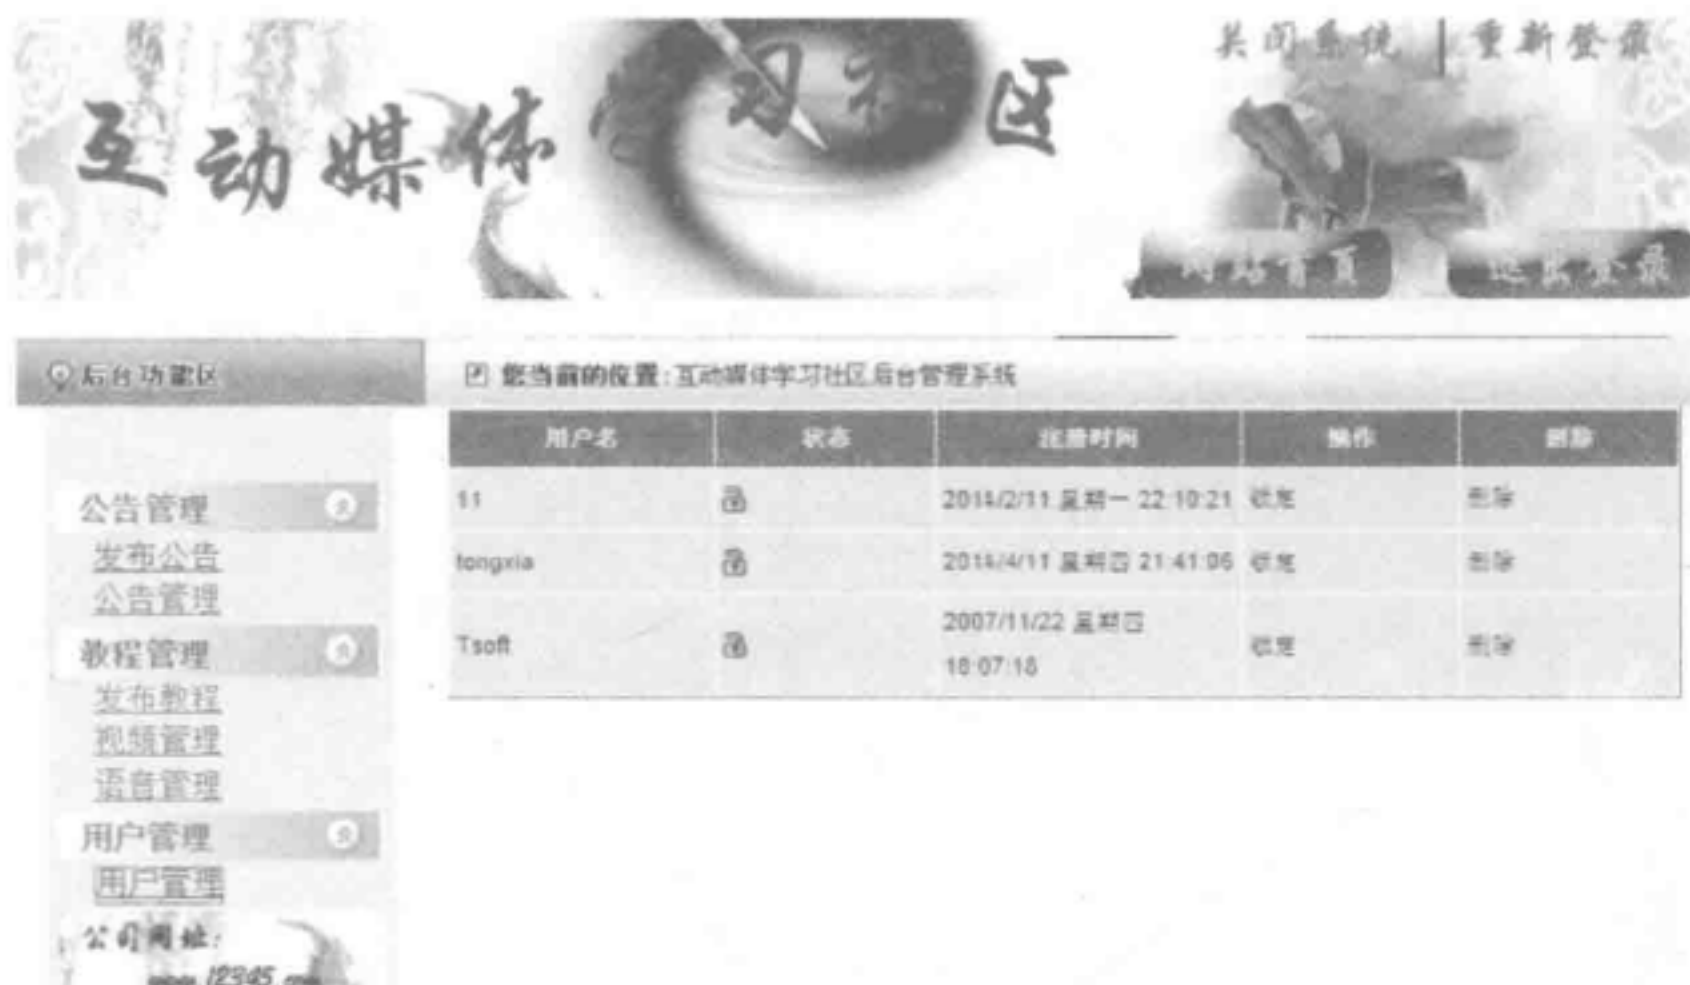 关闭系统 | 重新登录
互动媒体 习社区
网站首页 退出登录
后台功能区
您当前的位置：互动媒体学习社区后台管理系统
用户名 状态 注册时间 操作 删除
11 2014/2/11 星期一 22:10:21 锁定 删除
tongxia 2014/4/11 星期四 21:41:06 锁定 删除
Tsoft 2007/11/22 星期四
18:07:18 锁定 删除
公告管理
发布公告
公告管理
教程管理
发布教程
视频管理
语音管理
用户管理
用户管理
公司网址：
12345